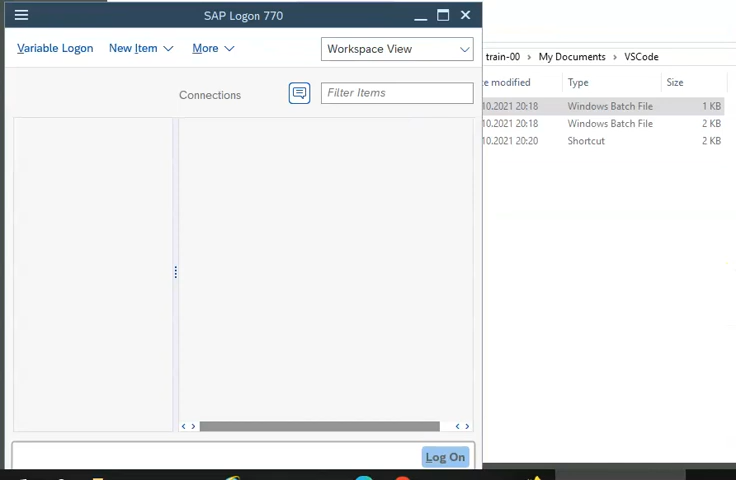 SAP Logon 770
Variable Logon New Item More Workspace View
Connections Filter Items
Log On
train-00 > My Documents > VSCode
modified Type Size
10.2021 20:18 Windows Batch File 1 KB
10.2021 20:18 Windows Batch File 2 KB
10.2021 20:20 Shortcut 2 KB